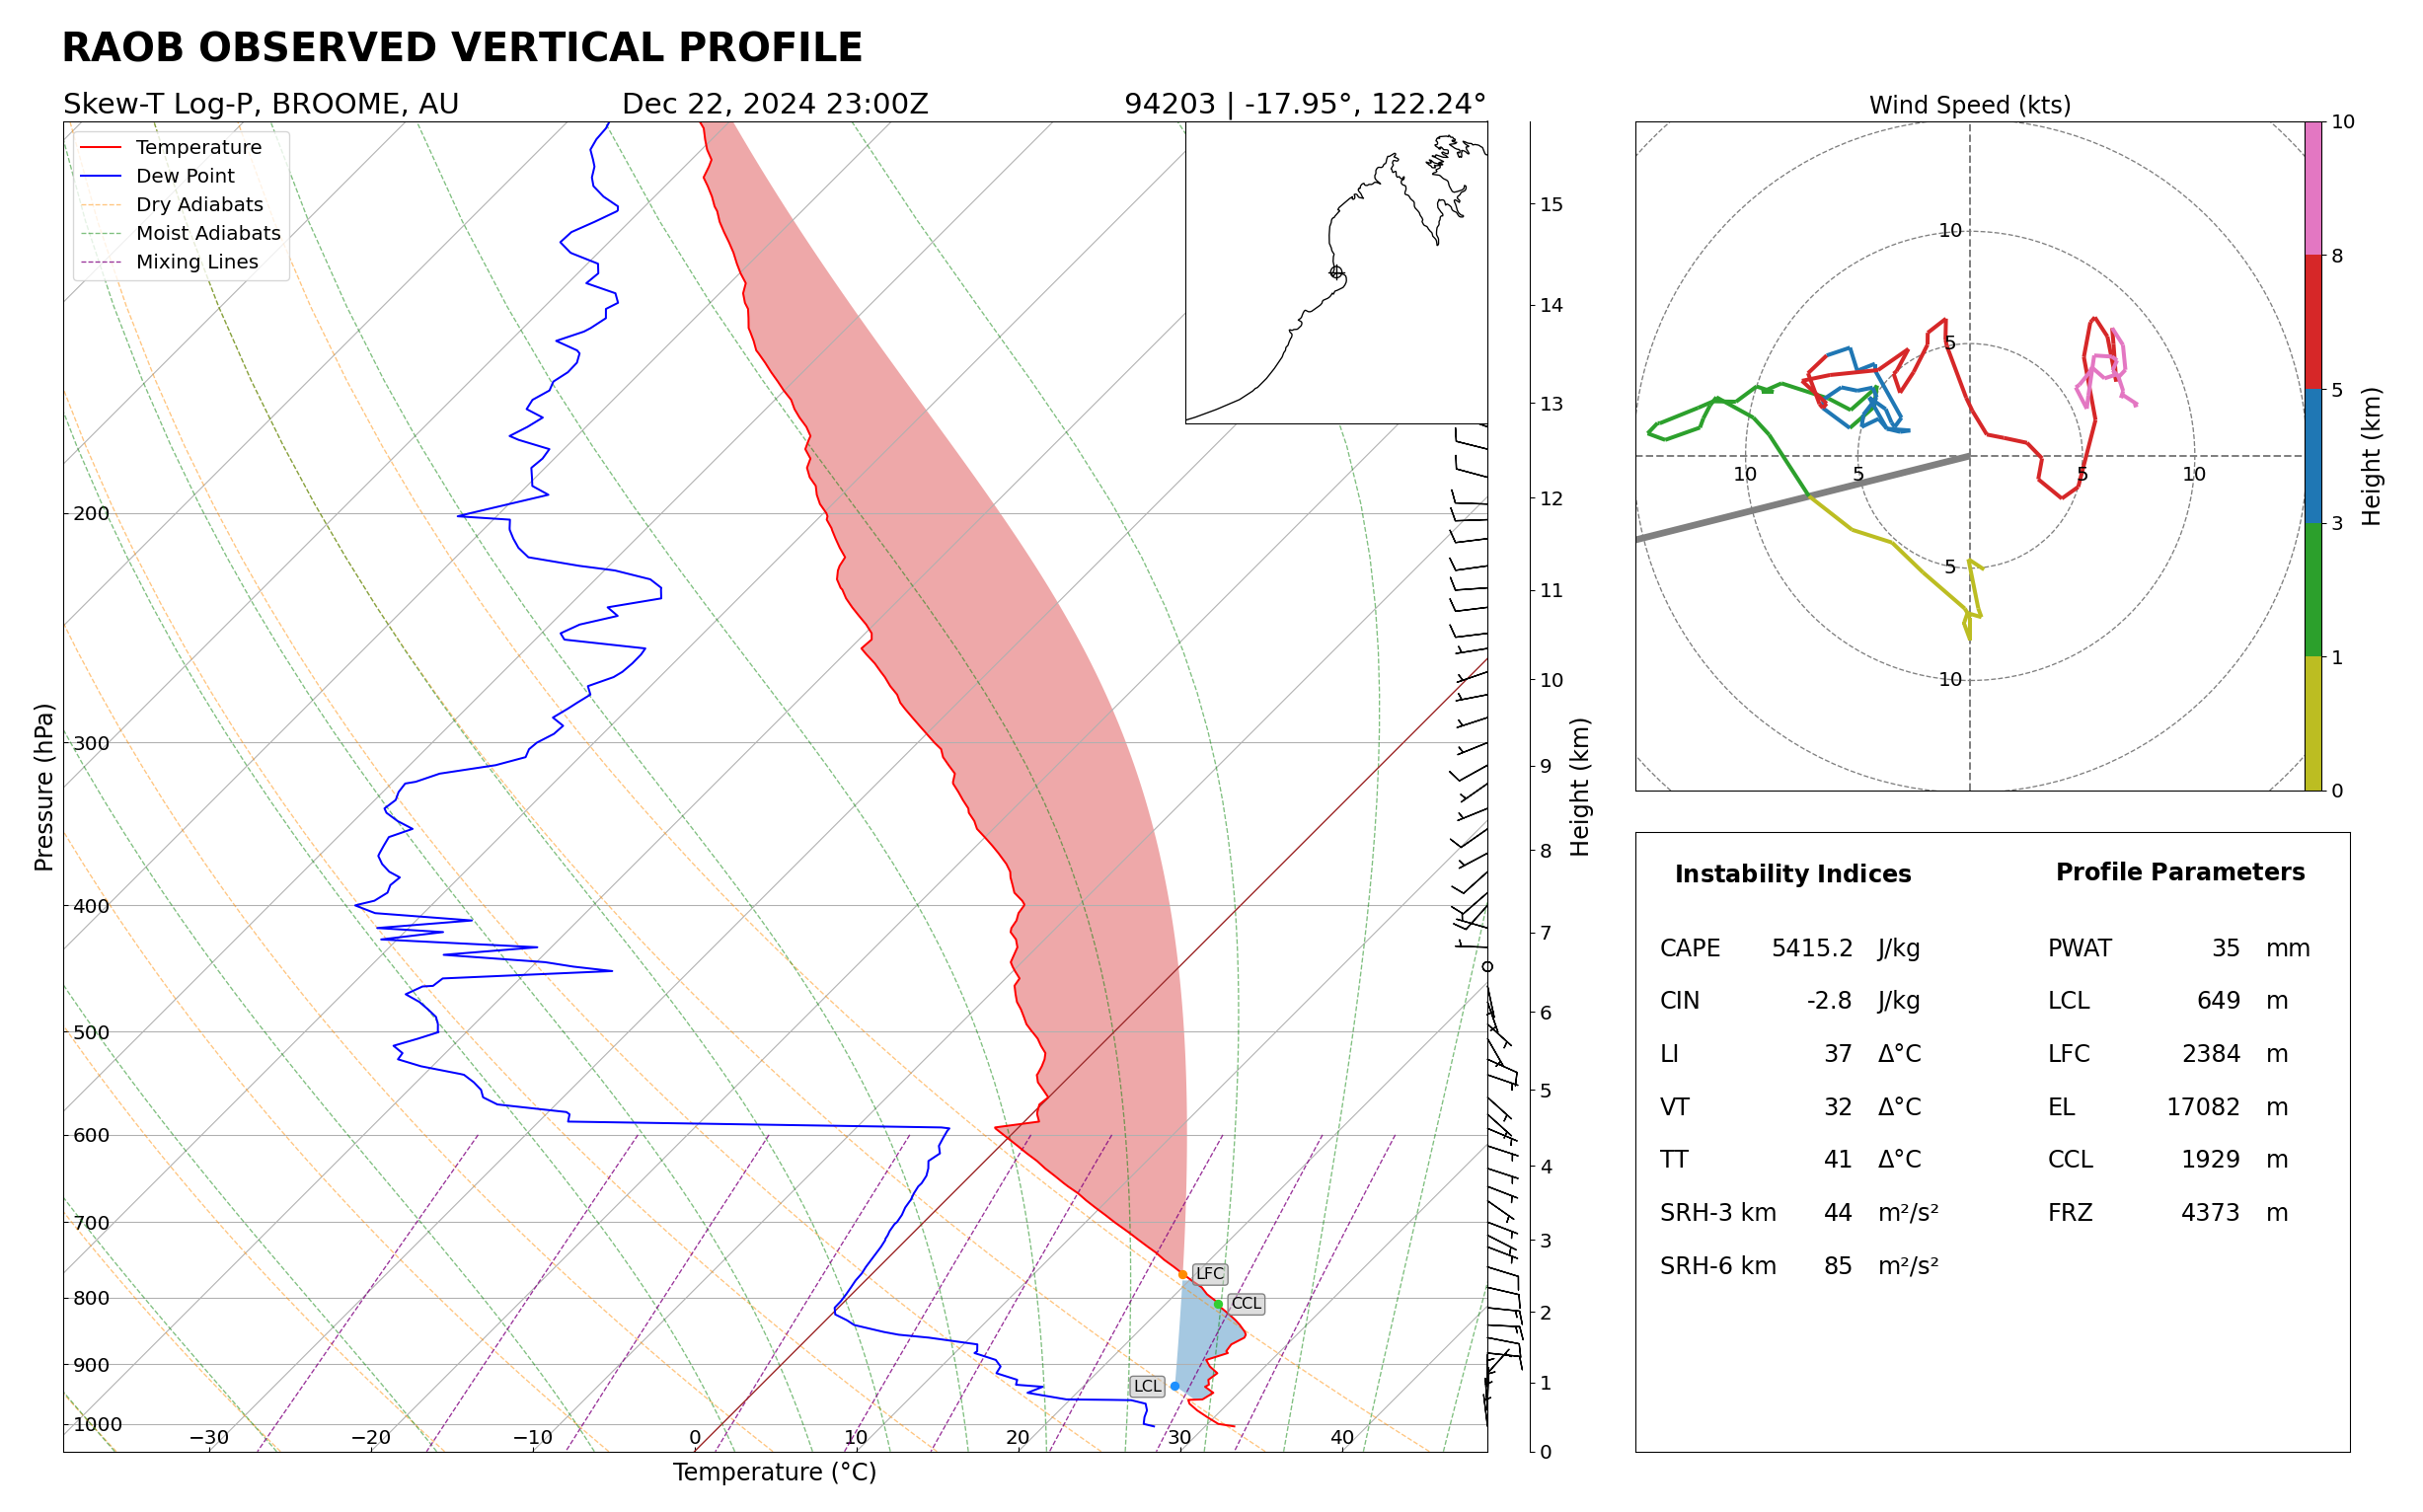 RAOB OBSERVED VERTICAL PROFILE
Skew-T Log-P, BROOME, AU Dec 22, 2024 23:00Z 94203 | -17.95°, 122.24°
Temperature
Dew Point
Dry Adiabats
Moist Adiabats
Mixing Lines
Pressure (hPa)
200
300
400
500
600
700
800
900
1000
−30 −20 −10 0 10 20 30 40
Temperature (°C)
LFC
CCL
LCL
15
14
13
12
11
10
9
8
7
6
5
4
3
2
1
0
Height (km)
Wind Speed (kts)
10
5
10 5 5 10
5
10
10
8
5
3
1
0
Height (km)
Instability Indices Profile Parameters
CAPE 5415.2 J/kg PWAT 35 mm
CIN -2.8 J/kg LCL 649 m
LI 37 Δ°C LFC 2384 m
VT 32 Δ°C EL 17082 m
TT 41 Δ°C CCL 1929 m
SRH-3 km 44 m²/s² FRZ 4373 m
SRH-6 km 85 m²/s²